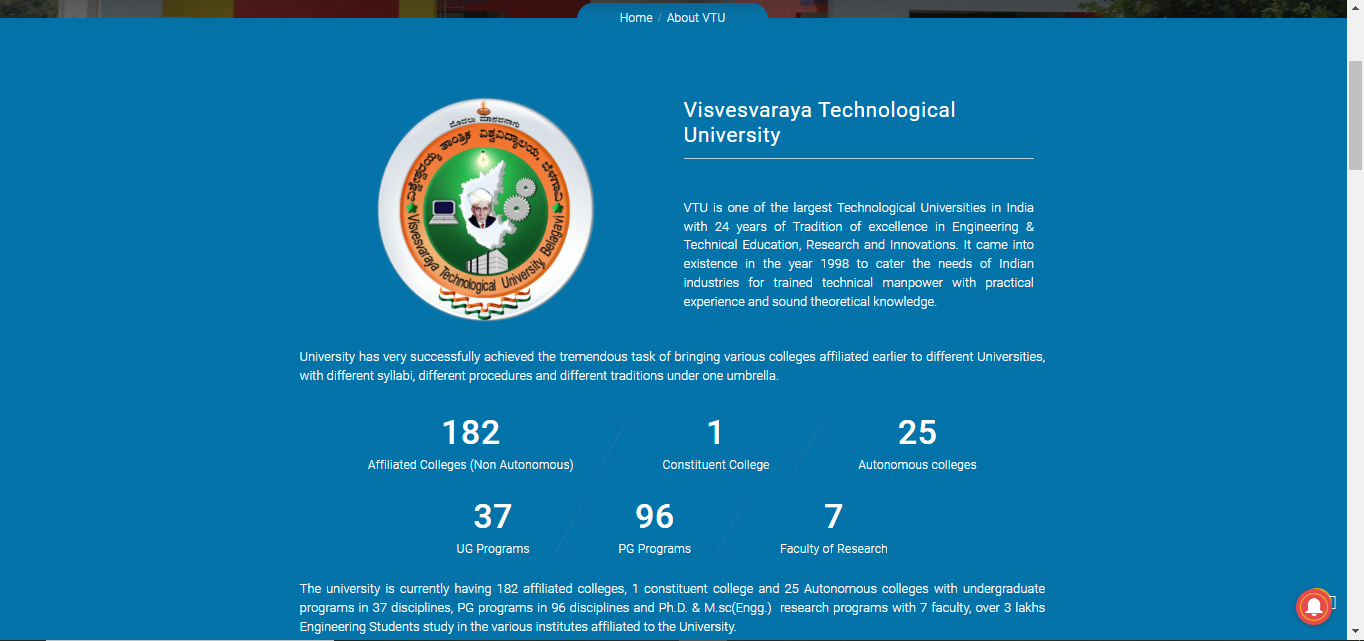 Home / About VTU
ಮೊದಲು ಮಾನವನಾಗು
ವಿಶ್ವೇಶ್ವರಯ್ಯ ತಾಂತ್ರಿಕ ವಿಶ್ವವಿದ್ಯಾಲಯ, ಬೆಳಗಾವಿ
Visvesvaraya Technological University, Belagavi
Visvesvaraya Technological
University
VTU is one of the largest Technological Universities in India
with 24 years of Tradition of excellence in Engineering &
Technical Education, Research and Innovations. It came into
existence in the year 1998 to cater the needs of Indian
industries for trained technical manpower with practical
experience and sound theoretical knowledge.
University has very successfully achieved the tremendous task of bringing various colleges affiliated earlier to different Universities,
with different syllabi, different procedures and different traditions under one umbrella.
182 1 25
Affiliated Colleges (Non Autonomous) Constituent College Autonomous colleges
37 96 7
UG Programs PG Programs Faculty of Research
The university is currently having 182 affiliated colleges, 1 constituent college and 25 Autonomous colleges with undergraduate
programs in 37 disciplines, PG programs in 96 disciplines and Ph.D. & M.sc(Engg.) research programs with 7 faculty, over 3 lakhs
Engineering Students study in the various institutes affiliated to the University.